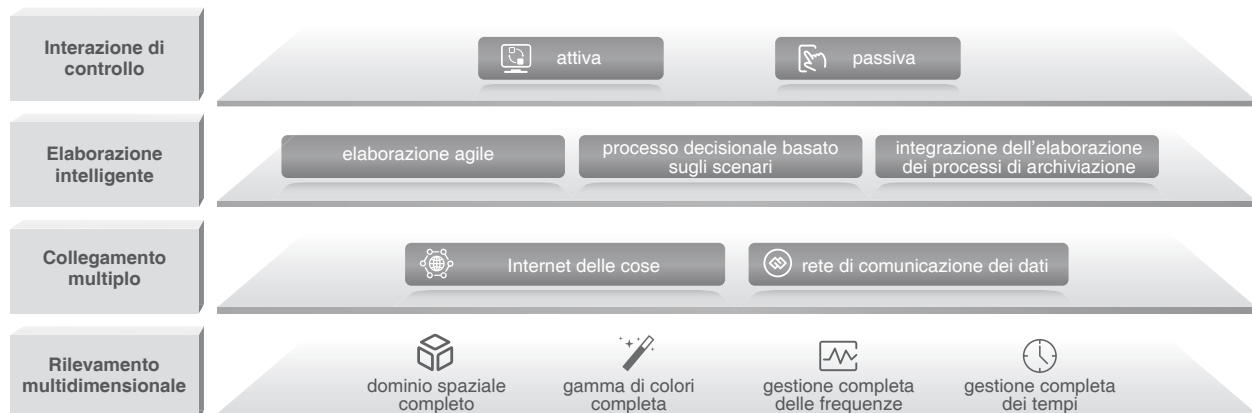 Interazione di
controllo
attiva
passiva
Elaborazione
intelligente
elaborazione agile
processo decisionale basato
sugli scenari
integrazione dell'elaborazione
dei processi di archiviazione
Collegamento
multiplo
Internet delle cose
rete di comunicazione dei dati
Rilevamento
multidimensionale
dominio spaziale
completo
gamma di colori
completa
gestione completa
delle frequenze
gestione completa
dei tempi